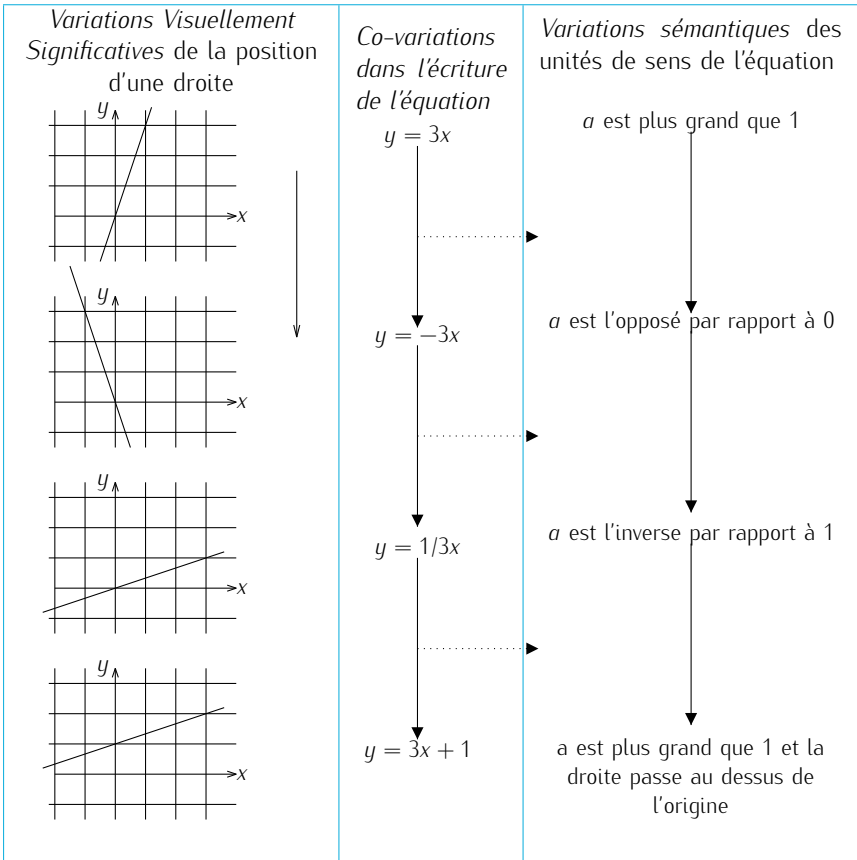 Variations Visuellement
Significatives de la position
d'une droite
y
x
y
x
y
x
y
x
Co-variations
dans l'écriture
de l'équation
y = 3x
y = −3x
y = 1/3x
y = 3x + 1
Variations sémantiques des
unités de sens de l'équation
a est plus grand que 1
a est l'opposé par rapport à 0
a est l'inverse par rapport à 1
a est plus grand que 1 et la
droite passe au dessus de
l'origine